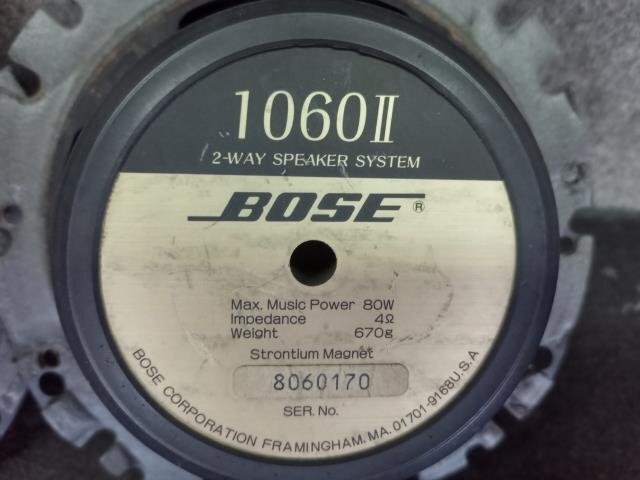 1060II
2-WAY SPEAKER SYSTEM
BOSE®
Max. Music Power 80W
Impedance 4Ω
Weight 670g
Strontium Magnet
8060170
SER. No.
BOSE CORPORATION FRAMINGHAM, MA. 01701-9168 U.S.A